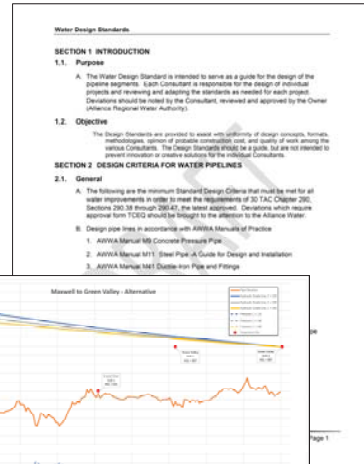 Water Design Standards
SECTION 1 INTRODUCTION
1.1. Purpose
A. The Water Design Standard is intended to serve as a guide for the design of the
pipeline segments. Each Consultant is responsible for the design of individual
projects and reviewing and adapting the standards as needed for each project.
Deviations should be noted by the Consultant, reviewed and approved by the Owner
(Alliance Regional Water Authority).
1.2. Objective
The Design Standards are provided to assist with uniformity of design concepts, formats,
methodologies, opinion of probable construction cost, and quality of work among the
various Consultants. The Design Standards should be a guide, but are not intended to
prevent innovation or creative solutions for the individual Consultants.
SECTION 2 DESIGN CRITERIA FOR WATER PIPELINES
2.1. General
A. The following are the minimum Standard Design Criteria that must be met for all
water improvements in order to meet the requirements of 30 TAC Chapter 290,
Sections 290.38 through 290.47, the latest approved. Deviations which require
approval form TCEQ should be brought to the attention to the Alliance Water.
B. Design pipe lines in accordance with AWWA Manuals of Practice
1. AWWA Manual M9 Concrete Pressure Pipe
2. AWWA Manual M11 Steel Pipe -A Guide for Design and Installation
3. AWWA Manual M41 Ductile-Iron Pipe and Fittings
Maxwell to Green Valley - Alternative
pe
Page 1